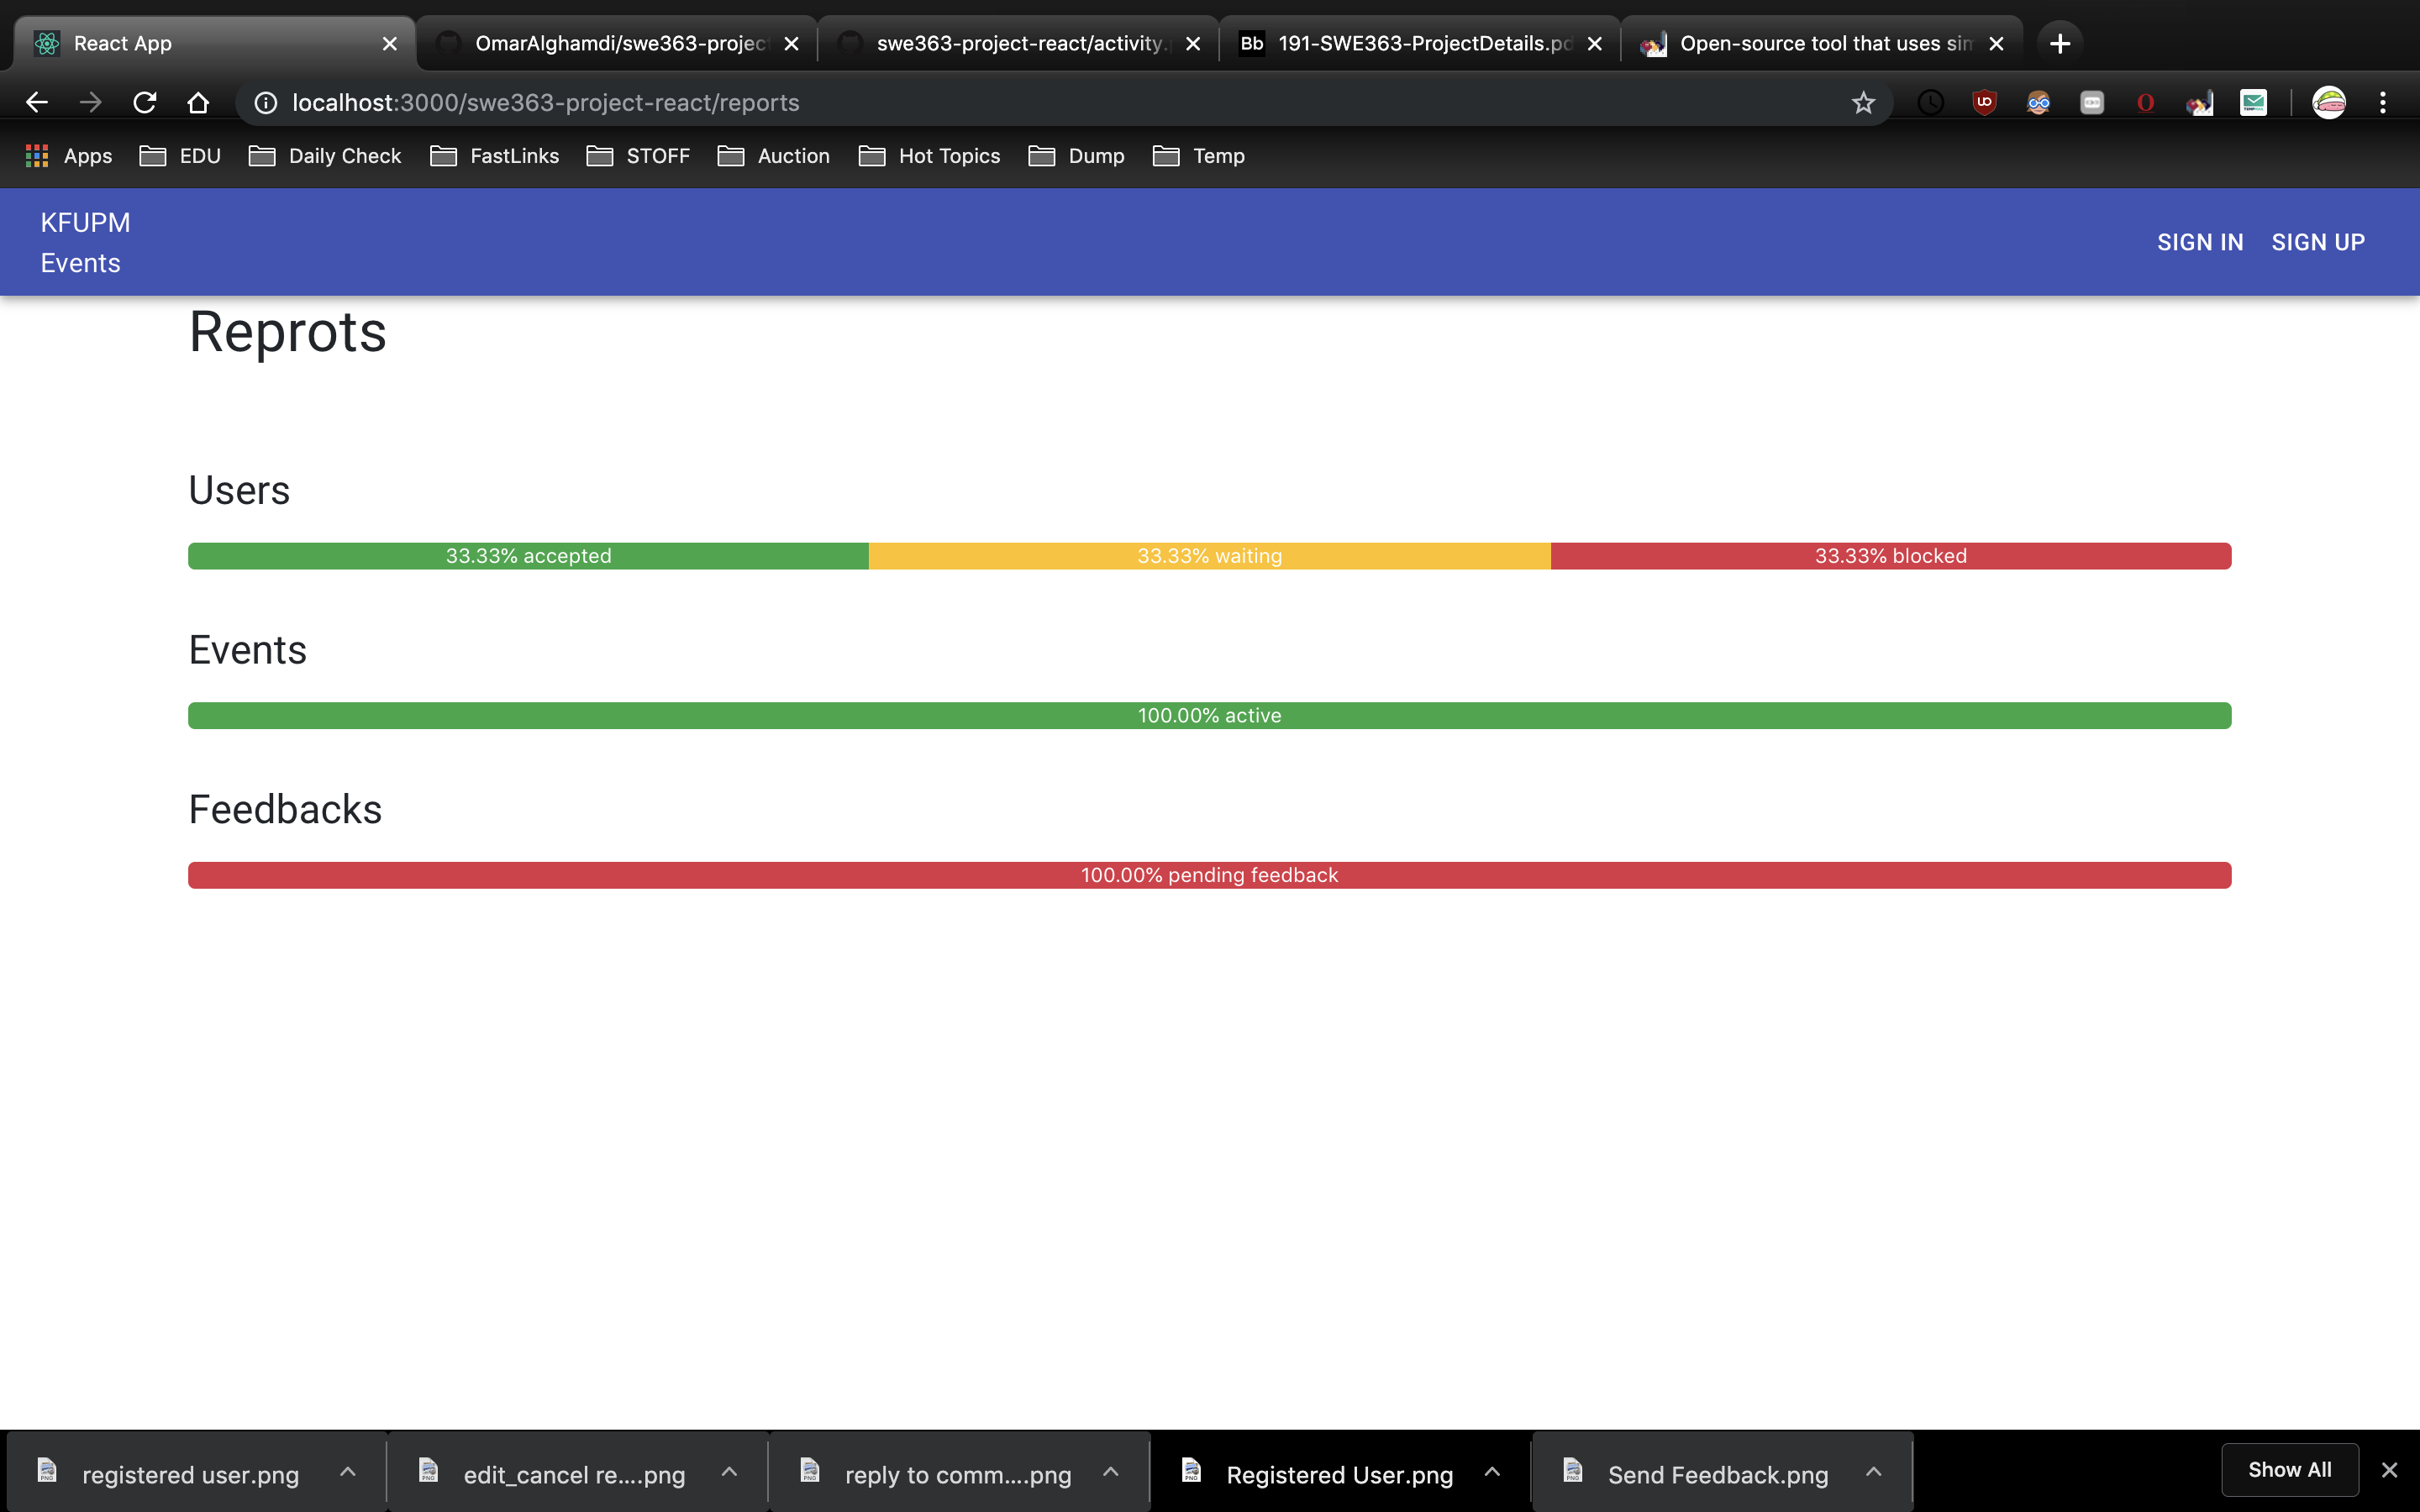 React App
OmarAlghamdi/swe363-projec
swe363-project-react/activity.
Bb 191-SWE363-ProjectDetails.pd
Open-source tool that uses sim
localhost:3000/swe363-project-react/reports
Apps EDU Daily Check FastLinks STOFF Auction Hot Topics Dump Temp
KFUPM
Events
SIGN IN SIGN UP
Reprots
Users
33.33% accepted 33.33% waiting 33.33% blocked
Events
100.00% active
Feedbacks
100.00% pending feedback
registered user.png edit_cancel re....png reply to comm....png Registered User.png Send Feedback.png Show All